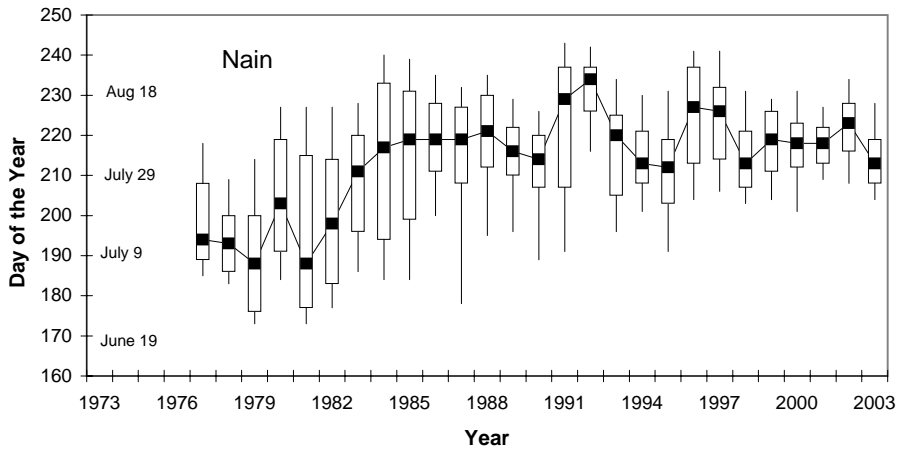 Nain
Day of the Year
250
240
230
220
210
200
190
180
170
160
Aug 18
July 29
July 9
June 19
1973 1976 1979 1982 1985 1988 1991 1994 1997 2000 2003
Year